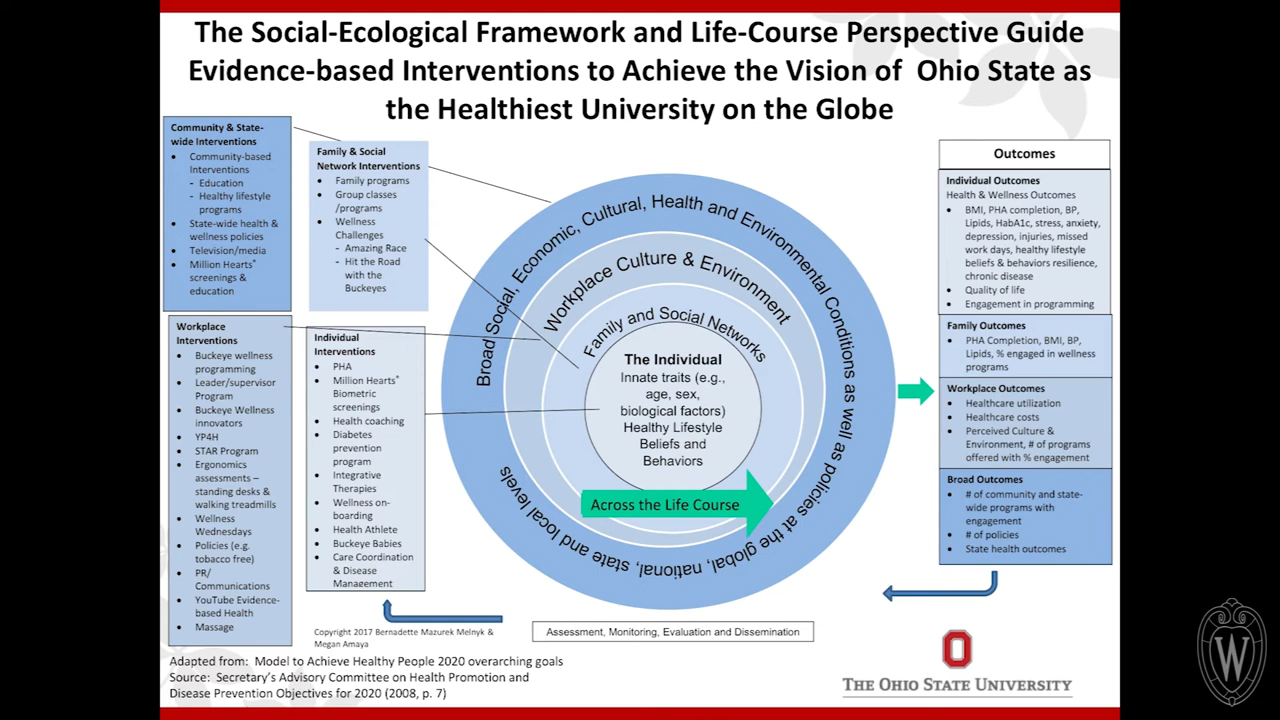 The Social-Ecological Framework and Life-Course Perspective Guide
Evidence-based Interventions to Achieve the Vision of Ohio State as
the Healthiest University on the Globe
Community & State-
wide Interventions
• Community-based
Interventions
- Education
- Healthy lifestyle
programs
• State-wide health &
wellness policies
• Television/media
• Million Hearts®
screenings &
education
Family & Social
Network Interventions
• Family programs
• Group classes
/programs
• Wellness
Challenges
- Amazing Race
- Hit the Road
with the
Buckeyes
Workplace
Interventions
• Buckeye wellness
programming
• Leader/supervisor
Program
• Buckeye Wellness
innovators
• YP4H
• STAR Program
• Ergonomics
assessments –
standing desks &
walking treadmills
• Wellness
Wednesdays
• Policies (e.g.
tobacco free)
• PR/
Communications
• YouTube Evidence-
based Health
• Massage
Individual
Interventions
• PHA
• Million Hearts®
Biometric
screenings
• Health coaching
• Diabetes
prevention
program
• Integrative
Therapies
• Wellness on-
boarding
• Health Athlete
• Buckeye Babies
• Care Coordination
& Disease
Management
Broad Social, Economic, Cultural, Health and Environmental Conditions as well as policies at the global, national, state and local levels
Workplace Culture & Environment
Family and Social Networks
The Individual
Innate traits (e.g.,
age, sex,
biological factors)
Healthy Lifestyle
Beliefs and
Behaviors
Across the Life Course
Outcomes
Individual Outcomes
Health & Wellness Outcomes
• BMI, PHA completion, BP,
Lipids, HabA1c, stress, anxiety,
depression, injuries, missed
work days, healthy lifestyle
beliefs & behaviors resilience,
chronic disease
• Quality of life
• Engagement in programming
Family Outcomes
• PHA Completion, BMI, BP,
Lipids, % engaged in wellness
programs
Workplace Outcomes
• Healthcare utilization
• Healthcare costs
• Perceived Culture &
Environment, # of programs
offered with % engagement
Broad Outcomes
• # of community and state-
wide programs with
engagement
• # of policies
• State health outcomes
Assessment, Monitoring, Evaluation and Dissemination
Copyright 2017 Bernadette Mazurek Melnyk &
Megan Amaya
Adapted from: Model to Achieve Healthy People 2020 overarching goals
Source: Secretary's Advisory Committee on Health Promotion and
Disease Prevention Objectives for 2020 (2008, p. 7)
THE OHIO STATE UNIVERSITY
W